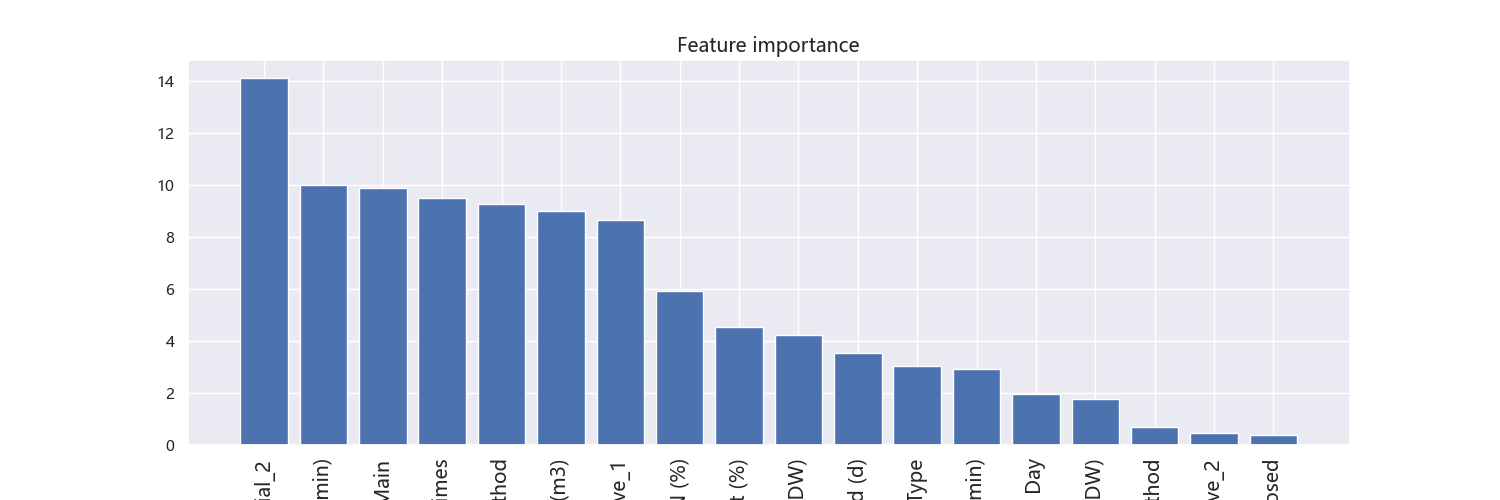 Feature importance
14
12
10
8
6
4
2
0
ial_2
min)
Main
imes
thod
(m3)
ve_1
N (%)
t (%)
DW)
d (d)
Type
min)
Day
DW)
thod
ve_2
osed